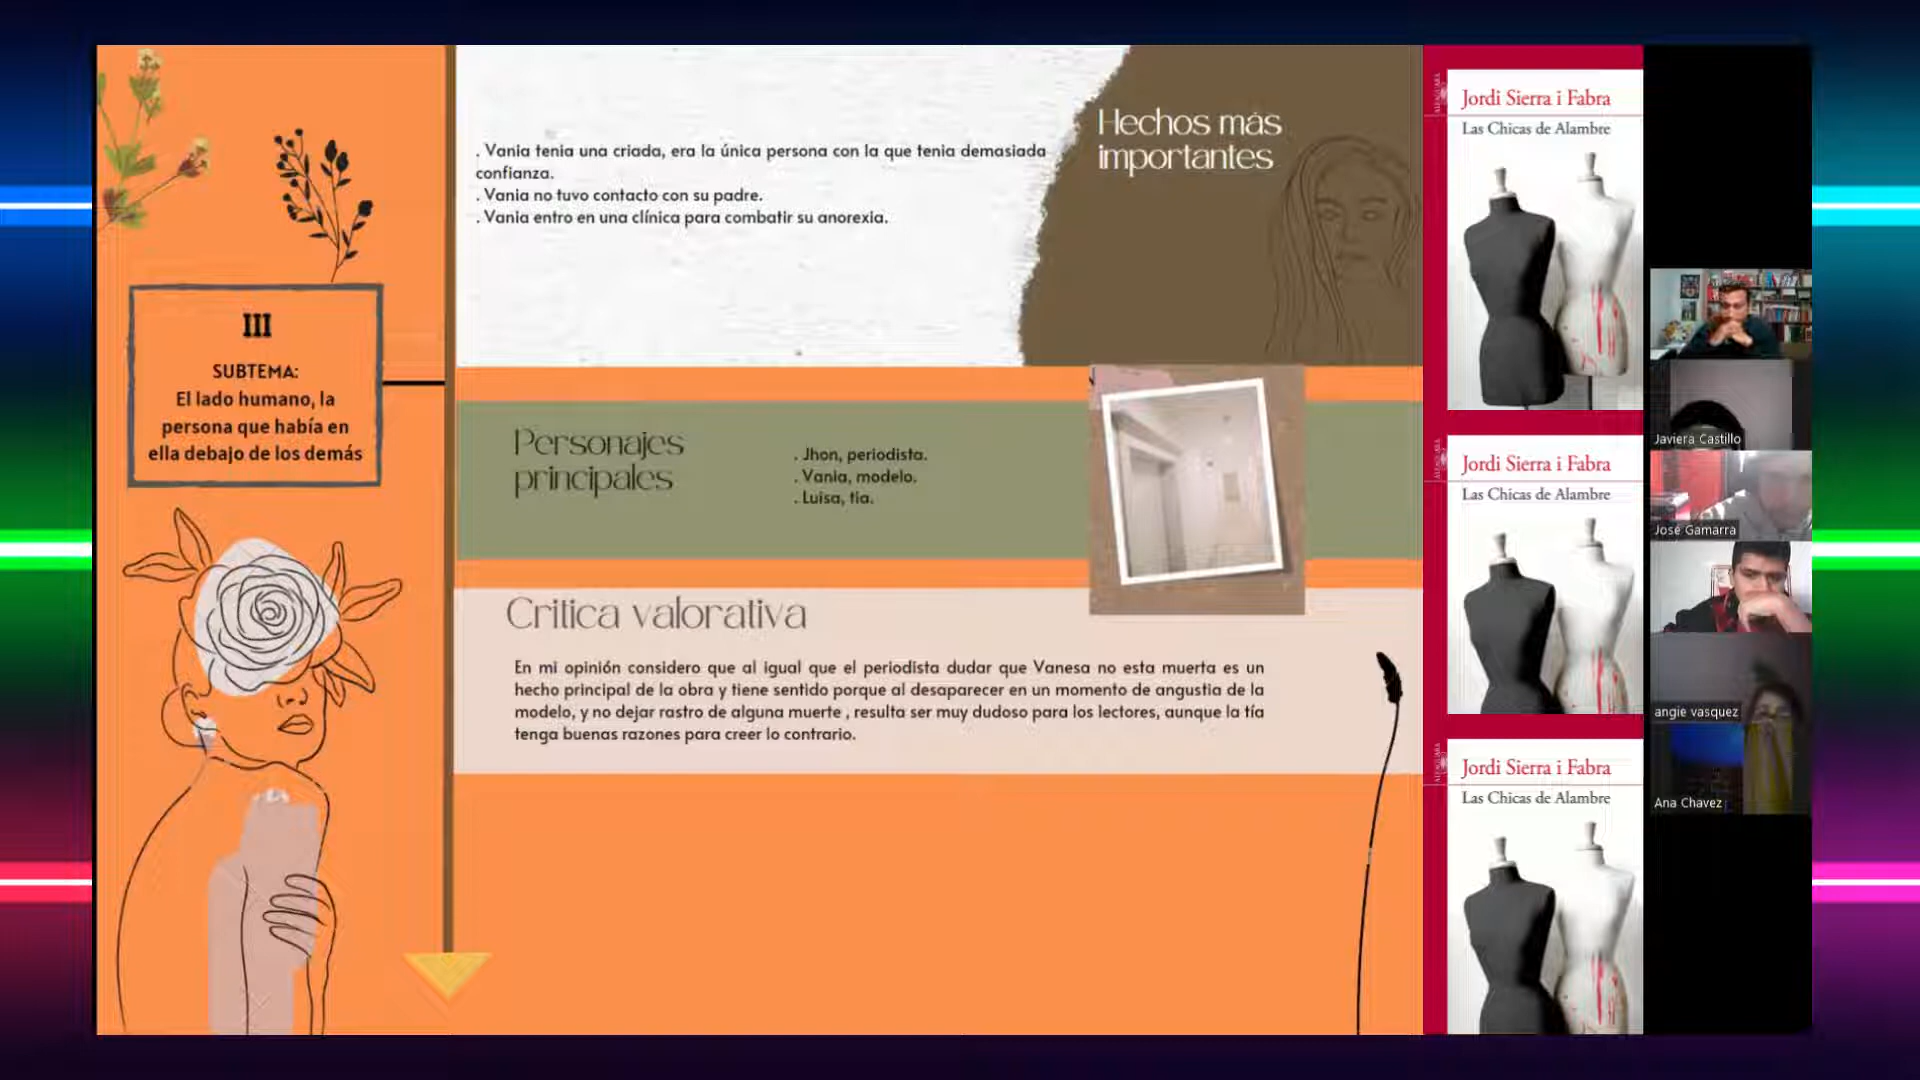 III
SUBTEMA:
El lado humano, la
persona que había en
ella debajo de los demás
. Vania tenia una criada, era la única persona con la que tenia demasiada
confianza.
. Vania no tuvo contacto con su padre.
. Vania entro en una clínica para combatir su anorexia.
Hechos más
importantes
Personajes
principales
. Jhon, periodista.
. Vania, modelo.
. Luisa, tia.
Critica valorativa
En mi opinión considero que al igual que el periodista dudar que Vanesa no esta muerta es un
hecho principal de la obra y tiene sentido porque al desaparecer en un momento de angustia de la
modelo, y no dejar rastro de alguna muerte , resulta ser muy dudoso para los lectores, aunque la tía
tenga buenas razones para creer lo contrario.
ALFAGUARA
Jordi Sierra i Fabra
Las Chicas de Alambre
ALFAGUARA
Jordi Sierra i Fabra
Las Chicas de Alambre
ALFAGUARA
Jordi Sierra i Fabra
Las Chicas de Alambre
Javiera Castillo
José Gamarra
angie vasquez
Ana Chavez